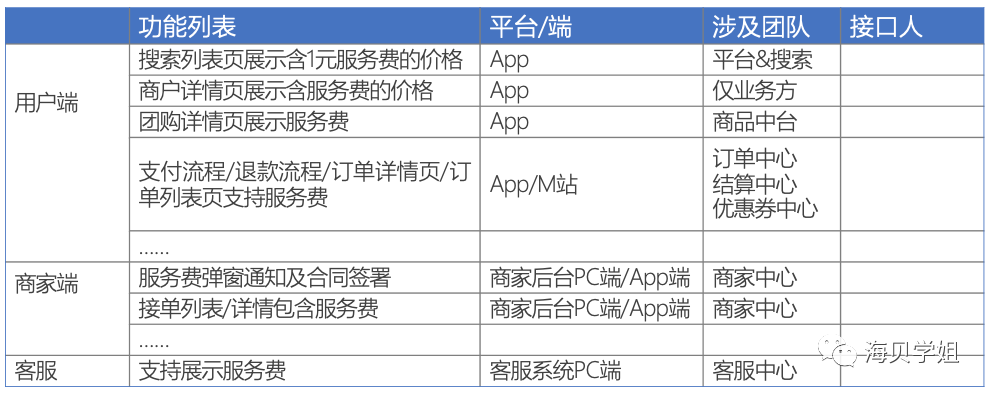 功能列表 平台/端 涉及团队 接口人
用户端
搜索列表页展示含1元服务费的价格 App 平台&搜索
商户详情页展示含服务费的价格 App 仅业务方
团购详情页展示服务费 App 商品中台
支付流程/退款流程/订单详情页/订
单列表页支持服务费
App/M站
订单中心
结算中心
优惠券中心
......
商家端
服务费弹窗通知及合同签署 商家后台PC端/App端 商家中心
接单列表/详情包含服务费 商家后台PC端/App端 商家中心
......
客服 支持展示服务费 客服系统PC端 客服中心
海贝学姐